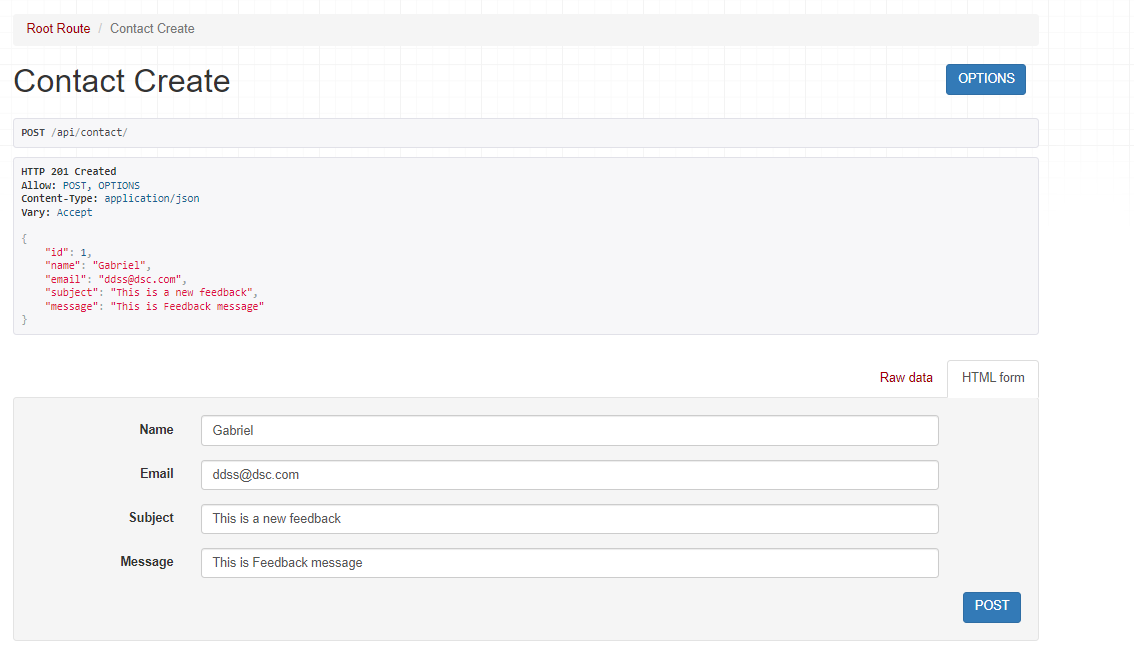 Root Route / Contact Create
Contact Create
OPTIONS
POST /api/contact/
HTTP 201 Created
Allow: POST, OPTIONS
Content-Type: application/json
Vary: Accept
{
    "id": 1,
    "name": "Gabriel",
    "email": "ddss@dsc.com",
    "subject": "This is a new feedback",
    "message": "This is Feedback message"
}
Raw data HTML form
Name Gabriel
Email ddss@dsc.com
Subject This is a new feedback
Message This is Feedback message
POST